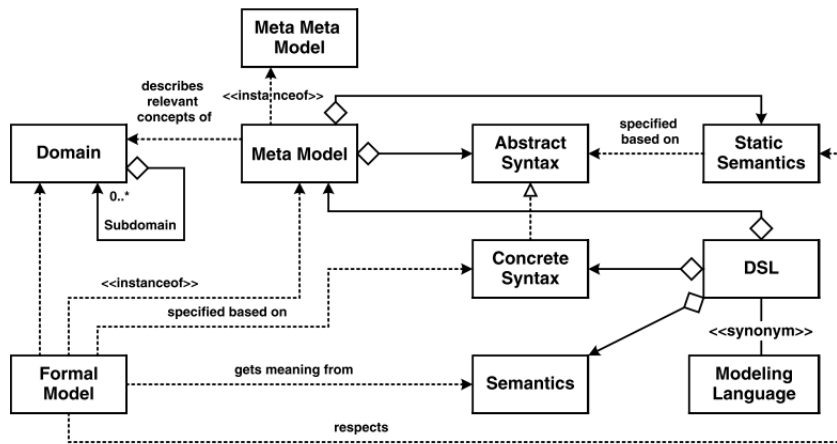 Meta Meta
Model
describes
relevant
concepts of
<<instanceof>>
Domain
Meta Model
Abstract
Syntax
specified
based on
Static
Semantics
0..*
Subdomain
<<instanceof>>
specified based on
Concrete
Syntax
DSL
<<synonym>>
Formal
Model
gets meaning from
Semantics
Modeling
Language
respects